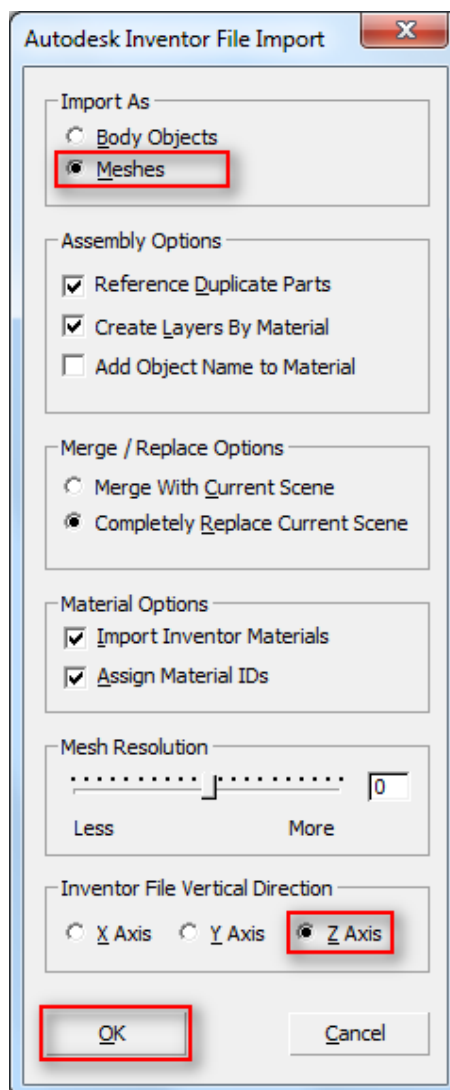 Autodesk Inventor File Import
X
Import As
Body Objects
Meshes
Assembly Options
Reference Duplicate Parts
Create Layers By Material
Add Object Name to Material
Merge / Replace Options
Merge With Current Scene
Completely Replace Current Scene
Material Options
Import Inventor Materials
Assign Material IDs
Mesh Resolution
0
Less More
Inventor File Vertical Direction
X Axis Y Axis Z Axis
OK Cancel